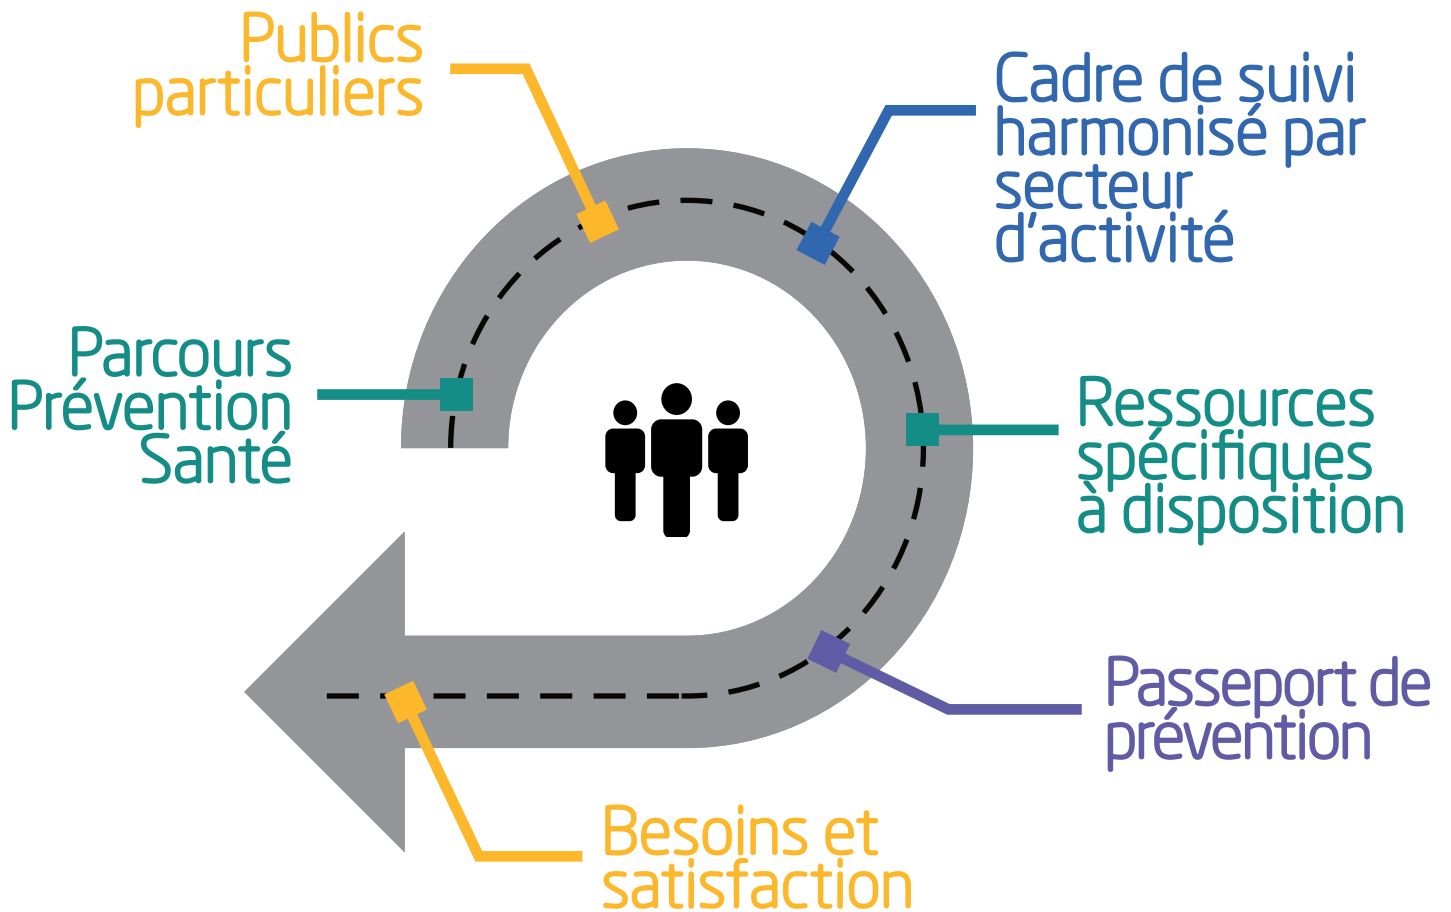 Publics
particuliers
Cadre de suivi
harmonisé par
secteur
d'activité
Parcours
Prévention
Santé
Ressources
spécifiques
à disposition
Passeport de
prévention
Besoins et
satisfaction